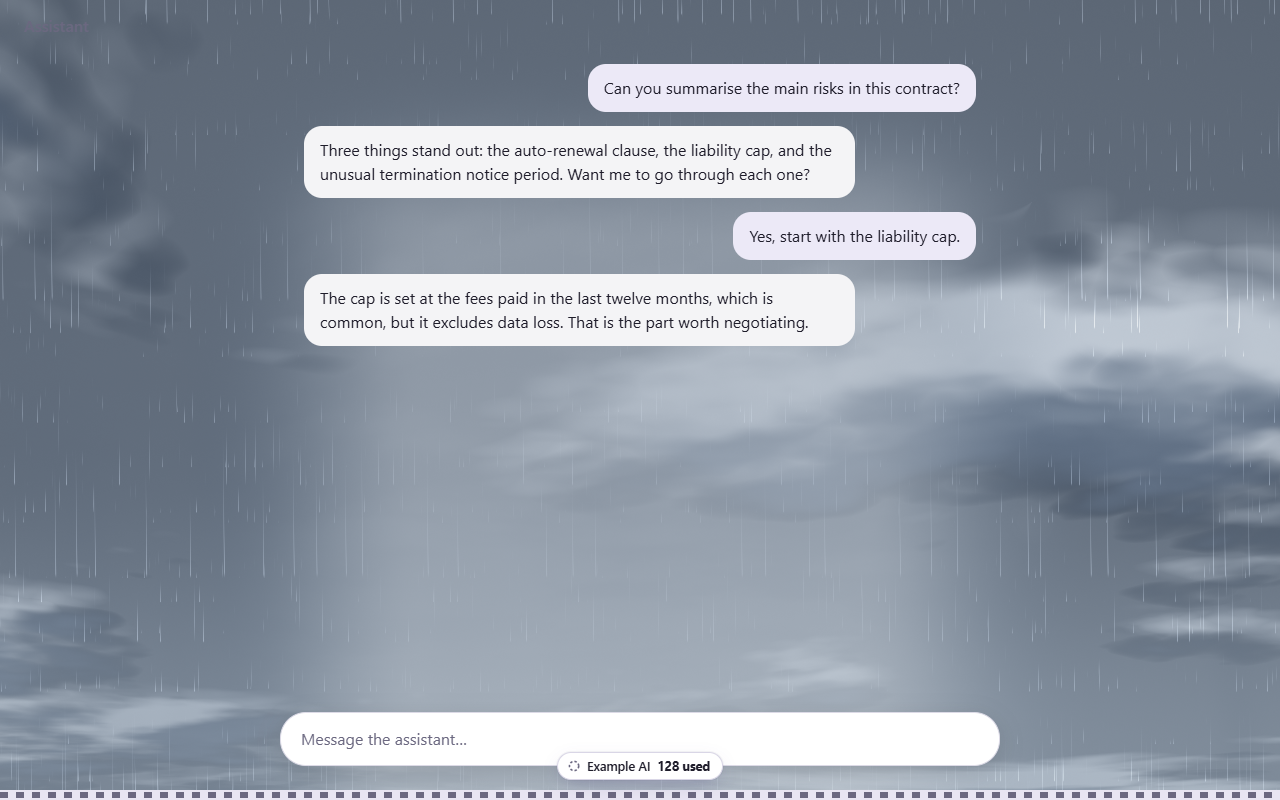 Assistant
Can you summarise the main risks in this contract?
Three things stand out: the auto-renewal clause, the liability cap, and the
unusual termination notice period. Want me to go through each one?
Yes, start with the liability cap.
The cap is set at the fees paid in the last twelve months, which is
common, but it excludes data loss. That is the part worth negotiating.
Message the assistant...
Example AI 128 used